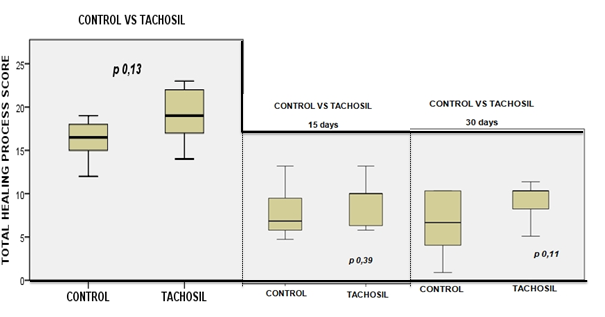 CONTROL VS TACHOSIL
TOTAL HEALING PROCESS SCORE
25
20
15
10
5
0
p 0,13
CONTROL
TACHOSIL
CONTROL VS TACHOSIL
15 days
p 0,39
CONTROL
TACHOSIL
CONTROL VS TACHOSIL
30 days
p 0,11
CONTROL
TACHOSIL